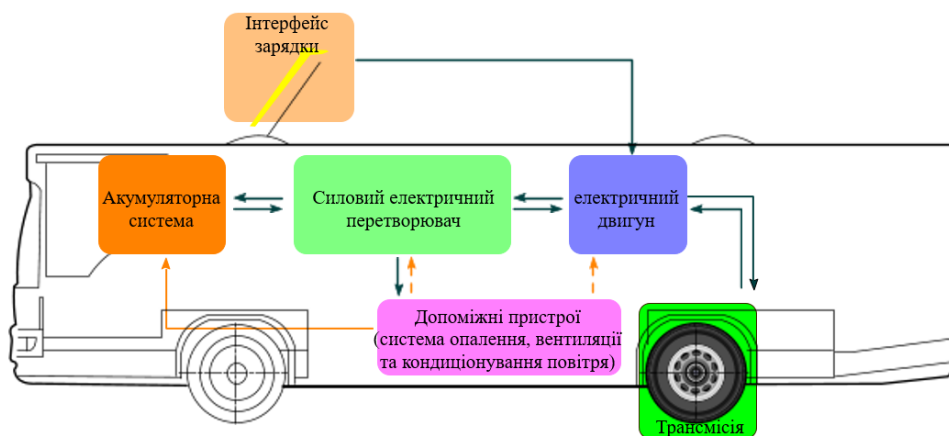 Інтерфейс
зарядки
Акумуляторна
система
Силовий електричний
перетворювач
електричний
двигун
Допоміжні пристрої
(система опалення, вентиляції
та кондиціонування повітря)
Трансмісія